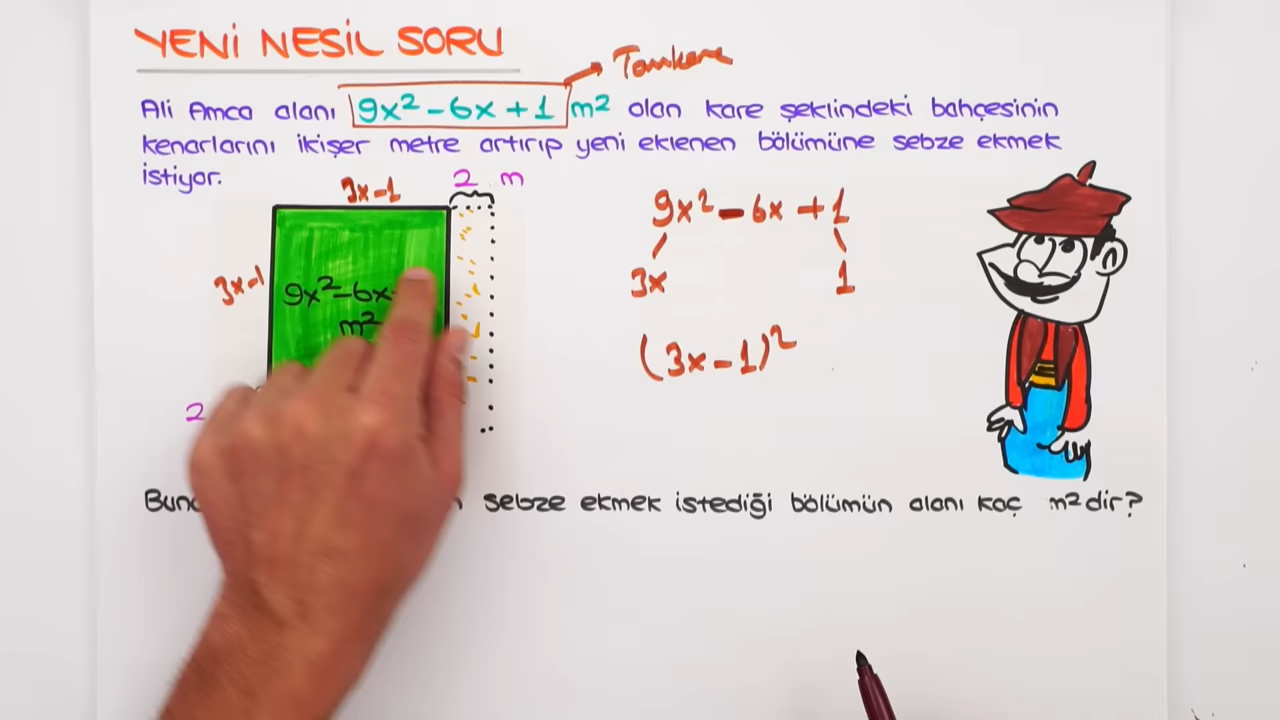 YENİ NESİL SORU
Tamkare
Ali Amca alanı 9x² - 6x + 1 m² olan kare şeklindeki bahçesinin
kenarlarını ikişer metre artırıp yeni eklenen bölümüne sebze ekmek
istiyor.
3x-1
2 m
3x-1
9x²-6x
m²
2
9x² - 6x + 1
3x 1
(3x-1)²
sebze ekmek istediği bölümün alanı kaç m²dir?